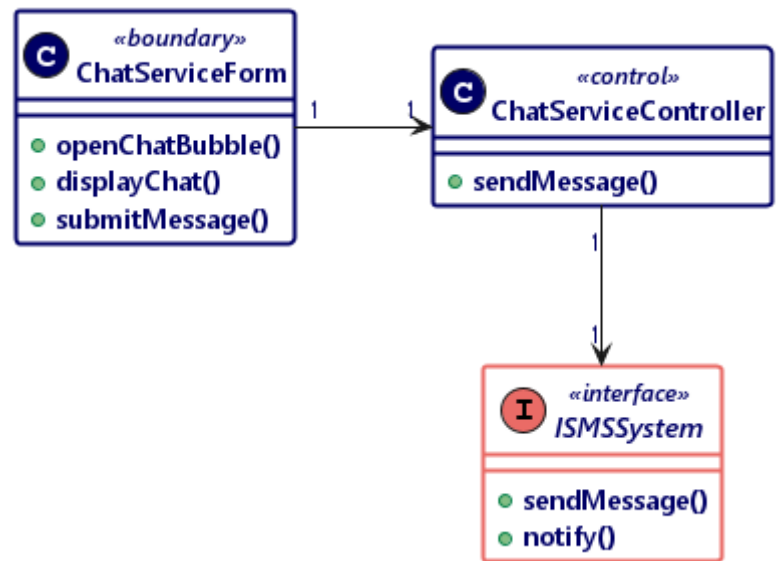 C
«boundary»
ChatServiceForm
openChatBubble()
displayChat()
submitMessage()
1
1
C
«control»
ChatServiceController
sendMessage()
1
1
I
«interface»
ISMSSystem
sendMessage()
notify()